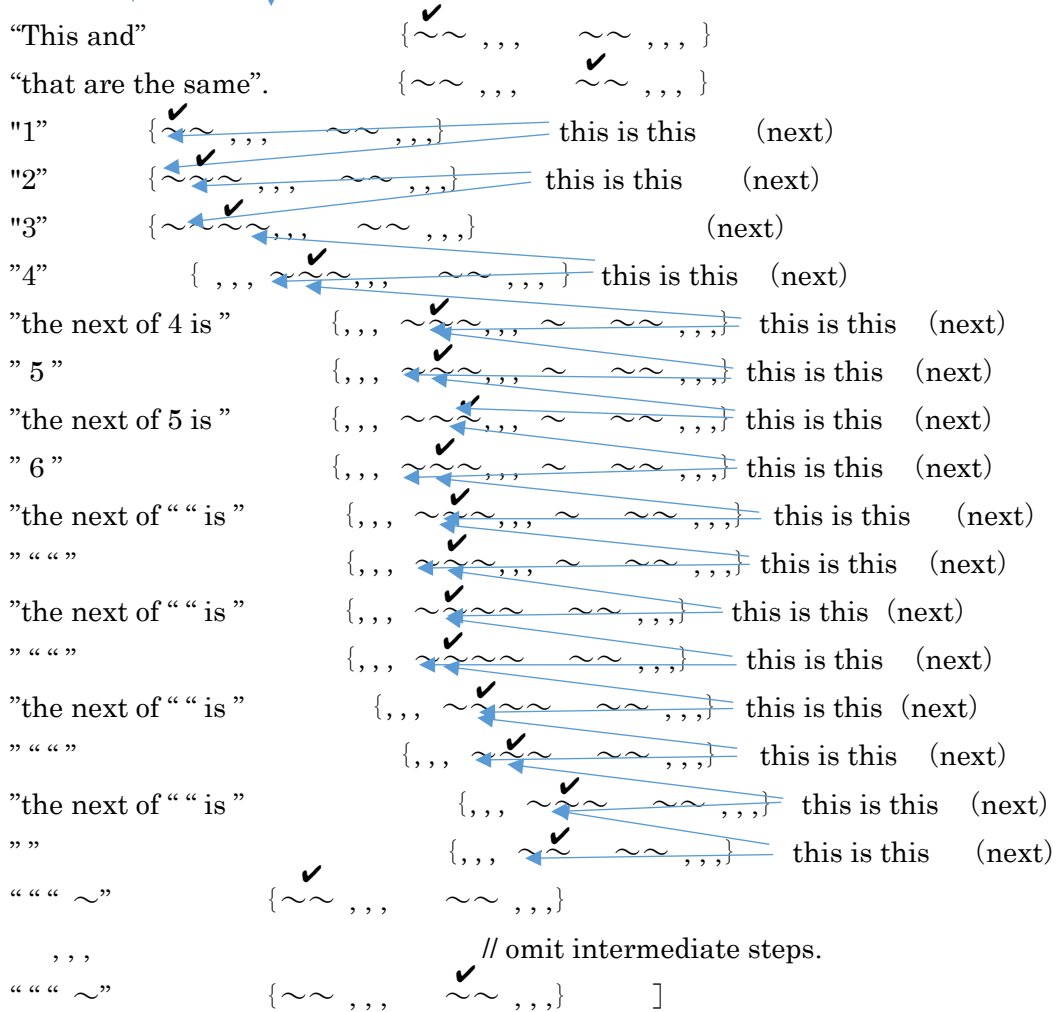 “This and” {～～ , , , ～～ , , , }
“that are the same”. {～～ , , , ～～ , , , }
"1” {～～ , , , ～～ , , ,} this is this (next)
"2” {～～～ , , , ～～ , , ,} this is this (next)
"3” {～～～～, , , ～～ , , ,} (next)
”4” { , , , ～～～, , , ～～ , , , } this is this (next)
”the next of 4 is ” {, , , ～～～, , , ～ ～～ , , ,} this is this (next)
” 5 ” {, , , ～～～, , , ～ ～～ , , ,} this is this (next)
”the next of 5 is ” {, , , ～～～, , , ～ ～～ , , ,} this is this (next)
” 6 ” {, , , ～～～, , , ～ ～～ , , ,} this is this (next)
”the next of “ “ is ” {, , , ～～～, , , ～ ～～ , , ,} this is this (next)
” “ “ ” {, , , ～～～, , , ～ ～～ , , ,} this is this (next)
”the next of “ “ is ” {, , , ～～～～ ～～ , , ,} this is this (next)
” “ “ ” {, , , ～～～～ ～～ , , ,} this is this (next)
”the next of “ “ is ” {, , , ～～～～ ～～ , , ,} this is this (next)
” “ “ ” {, , , ～～～ ～～ , , ,} this is this (next)
”the next of “ “ is ” {, , , ～～～ ～～ , , ,} this is this (next)
” ” {, , , ～～ ～～ , , ,} this is this (next)
“ “ “ ～” {～～ , , , ～～ , , ,}
, , , // omit intermediate steps.
“ “ “ ～” {～～ , , , ～～ , , ,} ]